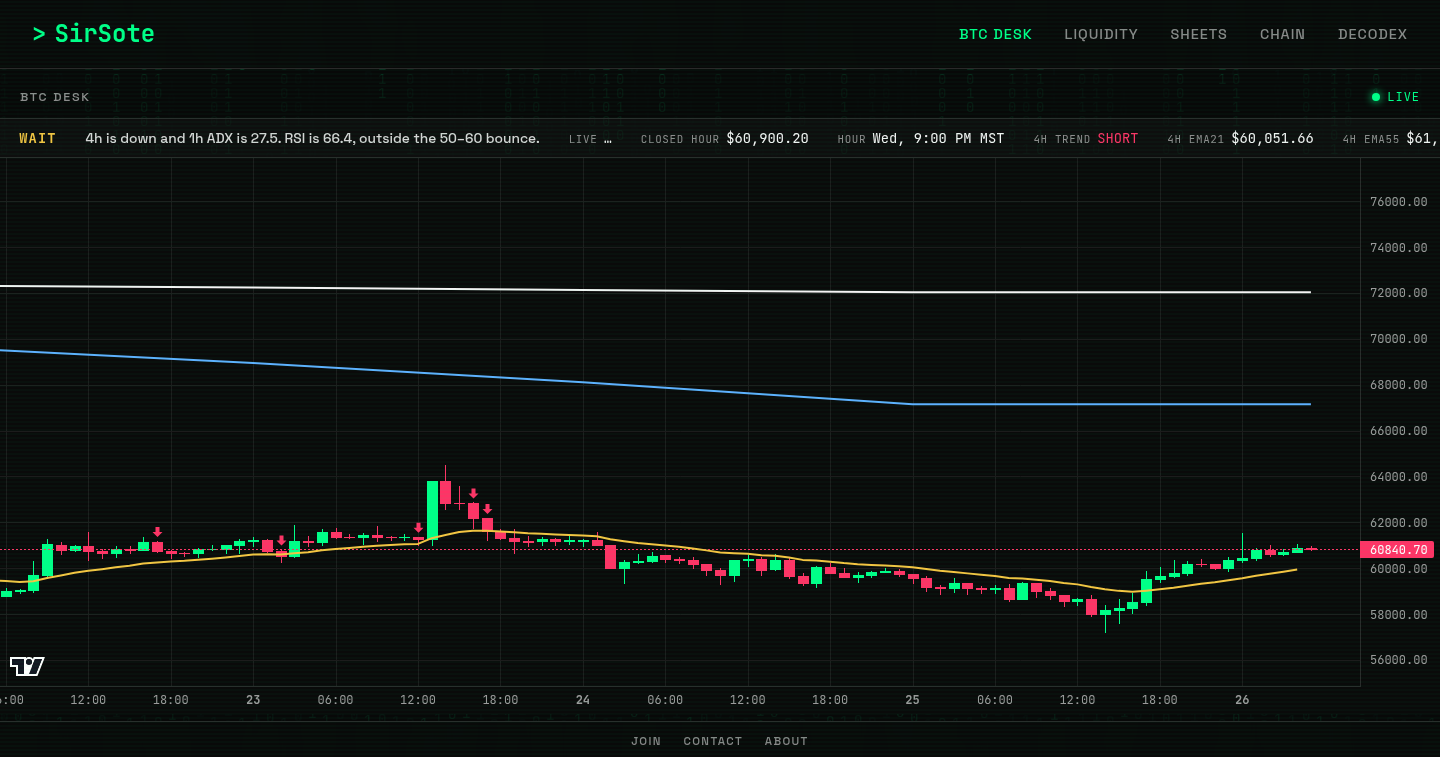 > SirSote
BTC DESK LIQUIDITY SHEETS CHAIN DECODEX
BTC DESK
LIVE
WAIT 4h is down and 1h ADX is 27.5. RSI is 66.4, outside the 50–60 bounce. LIVE … CLOSED HOUR $60,900.20 HOUR Wed, 9:00 PM MST 4H TREND SHORT 4H EMA21 $60,051.66 4H EMA55 $61,
76000.00
74000.00
72000.00
70000.00
68000.00
66000.00
64000.00
62000.00
60840.70
60000.00
58000.00
56000.00
:00 12:00 18:00 23 06:00 12:00 18:00 24 06:00 12:00 18:00 25 06:00 12:00 18:00 26
JOIN CONTACT ABOUT